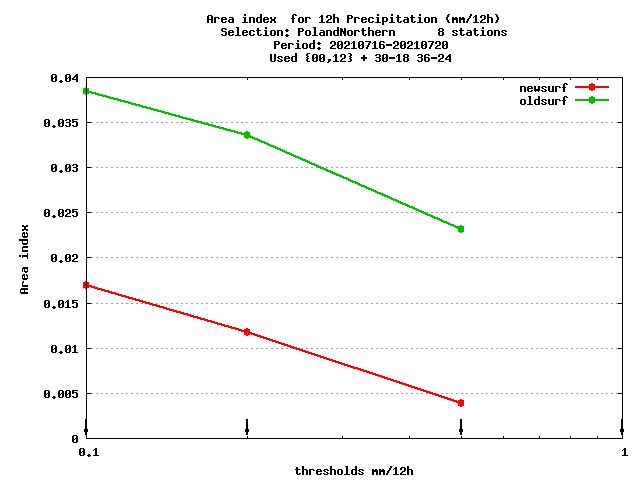 Area index  for 12h Precipitation (mm/12h)
Selection: PolandNorthern      8 stations
Period: 20210716-20210720
Used {00,12} + 30-18 36-24
newsurf
oldsurf
0.04
0.035
0.03
0.025
0.02
0.015
0.01
0.005
0
Area index
0.1
1
thresholds mm/12h